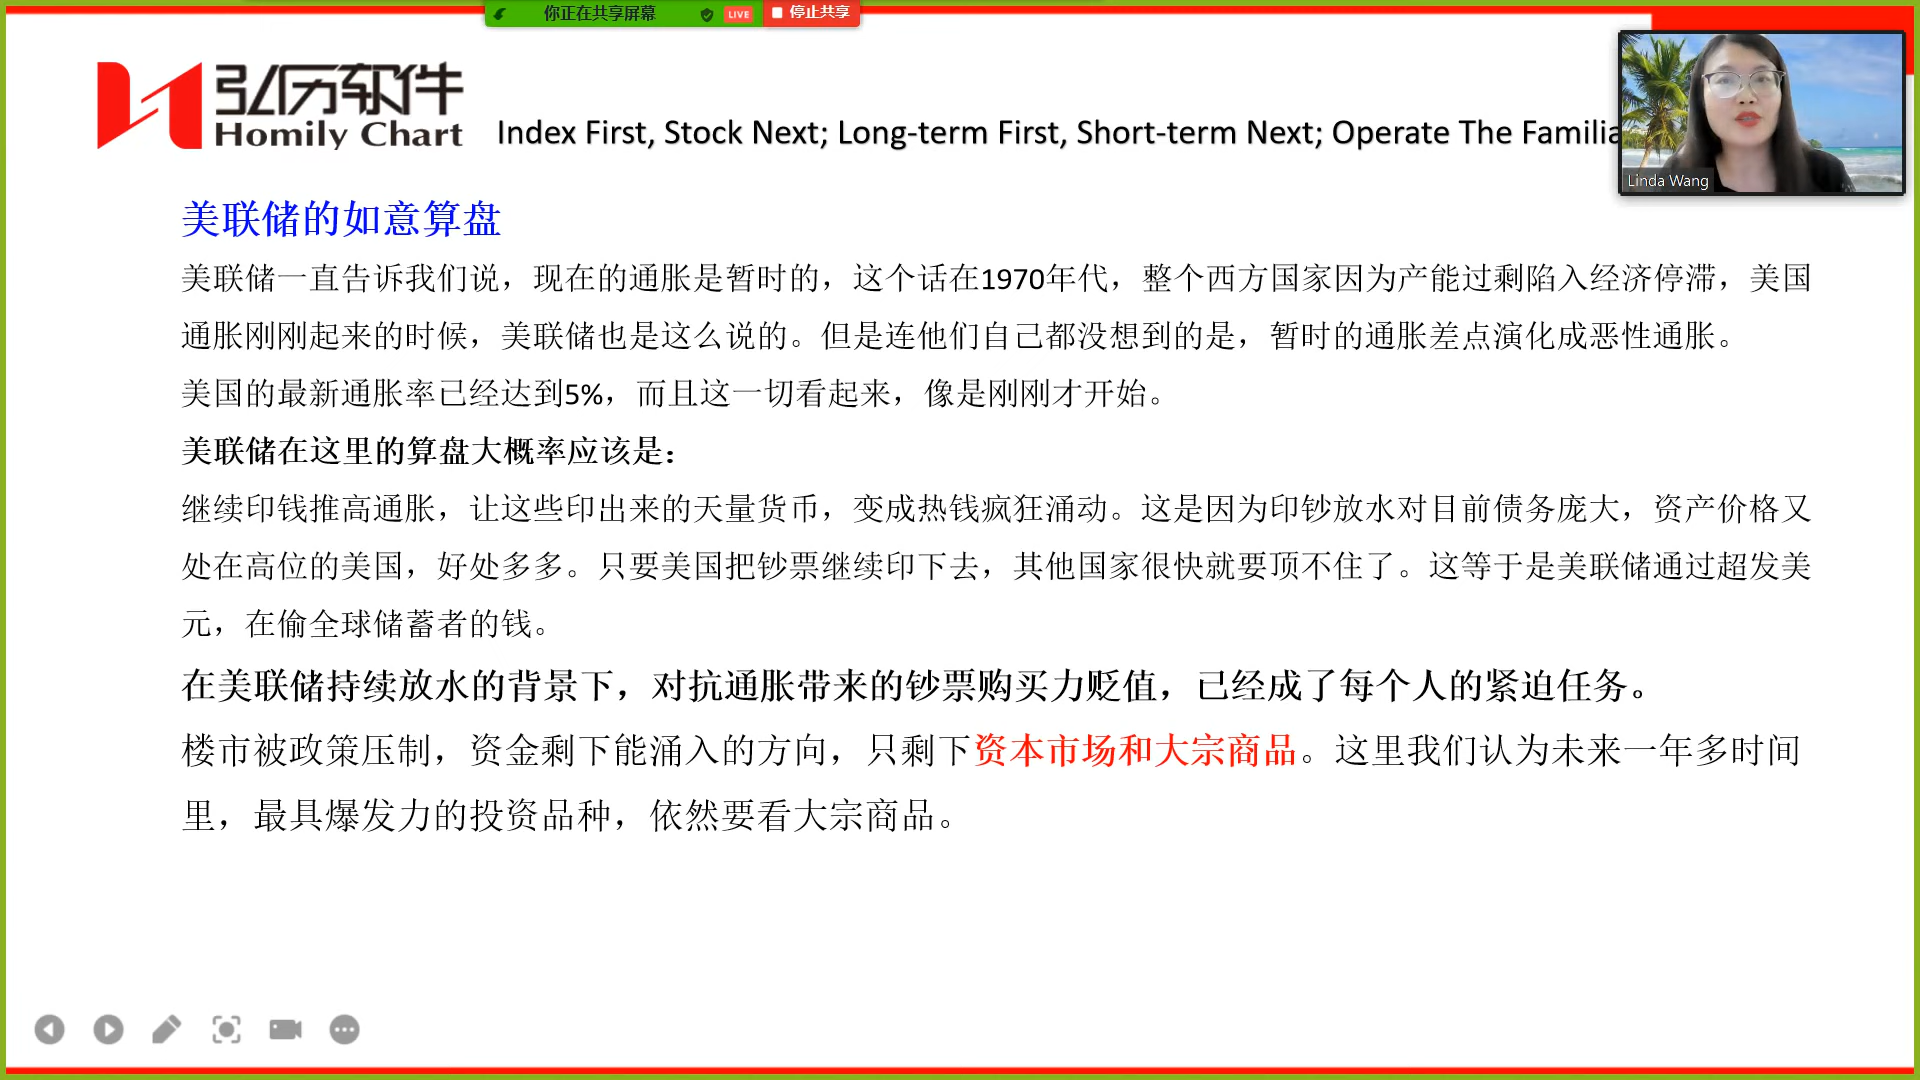 你正在共享屏幕
LIVE
停止共享
弘历软件
Homily Chart
Index First, Stock Next; Long-term First, Short-term Next; Operate The Familia
Linda Wang
美联储的如意算盘
美联储一直告诉我们说，现在的通胀是暂时的，这个话在1970年代，整个西方国家因为产能过剩陷入经济停滞，美国
通胀刚刚起来的时候，美联储也是这么说的。但是连他们自己都没想到的是，暂时的通胀差点演化成恶性通胀。
美国的最新通胀率已经达到5%，而且这一切看起来，像是刚刚才开始。
美联储在这里的算盘大概率应该是：
继续印钱推高通胀，让这些印出来的天量货币，变成热钱疯狂涌动。这是因为印钞放水对目前债务庞大，资产价格又
处在高位的美国，好处多多。只要美国把钞票继续印下去，其他国家很快就要顶不住了。这等于是美联储通过超发美
元，在偷全球储蓄者的钱。
在美联储持续放水的背景下，对抗通胀带来的钞票购买力贬值，已经成了每个人的紧迫任务。
楼市被政策压制，资金剩下能涌入的方向，只剩下资本市场和大宗商品。这里我们认为未来一年多时间
里，最具爆发力的投资品种，依然要看大宗商品。